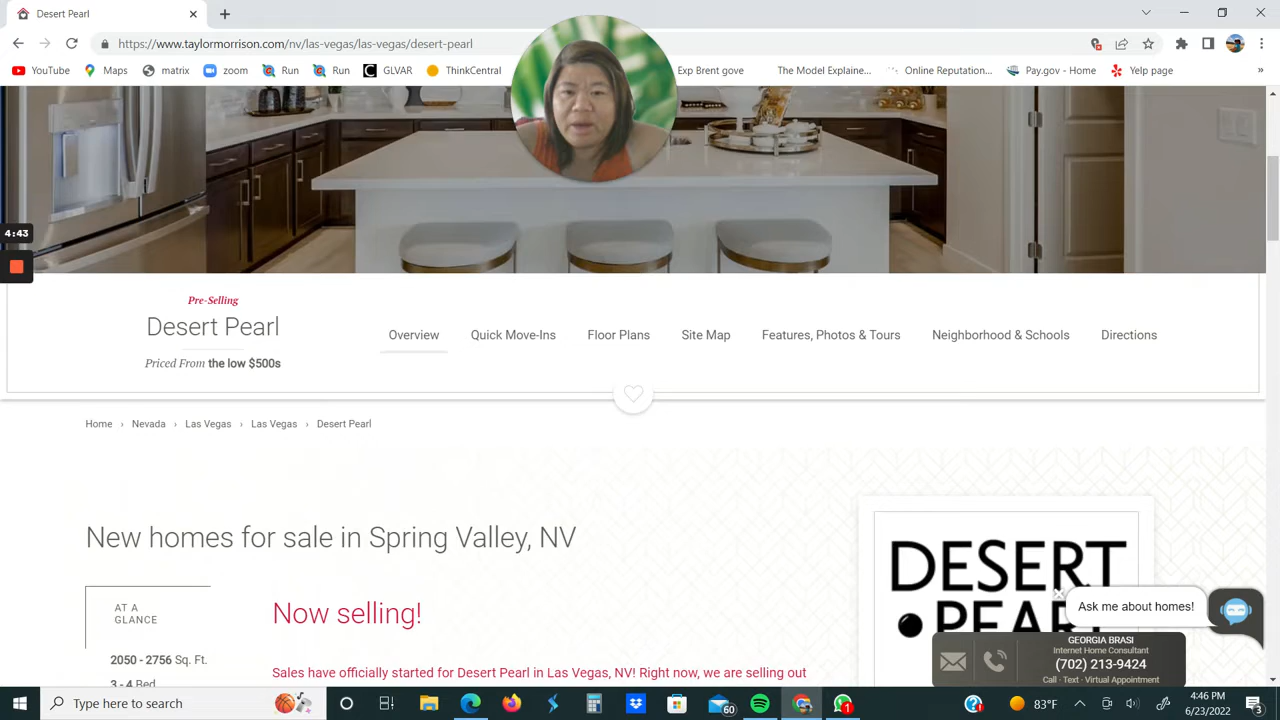 Desert Pearl
https://www.taylormorrison.com/nv/las-vegas/las-vegas/desert-pearl
YouTube
Maps
matrix
zoom
Run
Run
GLVAR
ThinkCentral
Exp Brent gove
The Model Explaine...
Online Reputation...
Pay.gov - Home
Yelp page
»
4:43
Pre-Selling
Desert Pearl
Priced From the low $500s
Overview
Quick Move-Ins
Floor Plans
Site Map
Features, Photos & Tours
Neighborhood & Schools
Directions
Home › Nevada › Las Vegas › Las Vegas › Desert Pearl
New homes for sale in Spring Valley, NV
AT A
GLANCE
2050 - 2756 Sq. Ft.
3 - 4 Bed
Now selling!
Sales have officially started for Desert Pearl in Las Vegas, NV! Right now, we are selling out
DESERT
PEARL
Ask me about homes!
GEORGIA BRASI
Internet Home Consultant
(702) 213-9424
Call · Text · Virtual Appointment
Type here to search
60
1
83°F
4:46 PM
6/23/2022
3